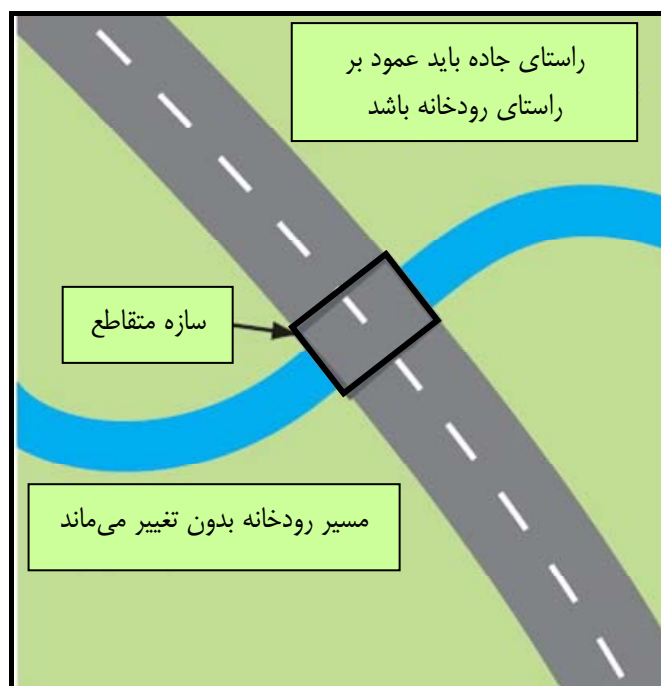 راستای جاده باید عمود بر
راستای رودخانه باشد
سازه متقاطع
مسیر رودخانه بدون تغییر می‌ماند